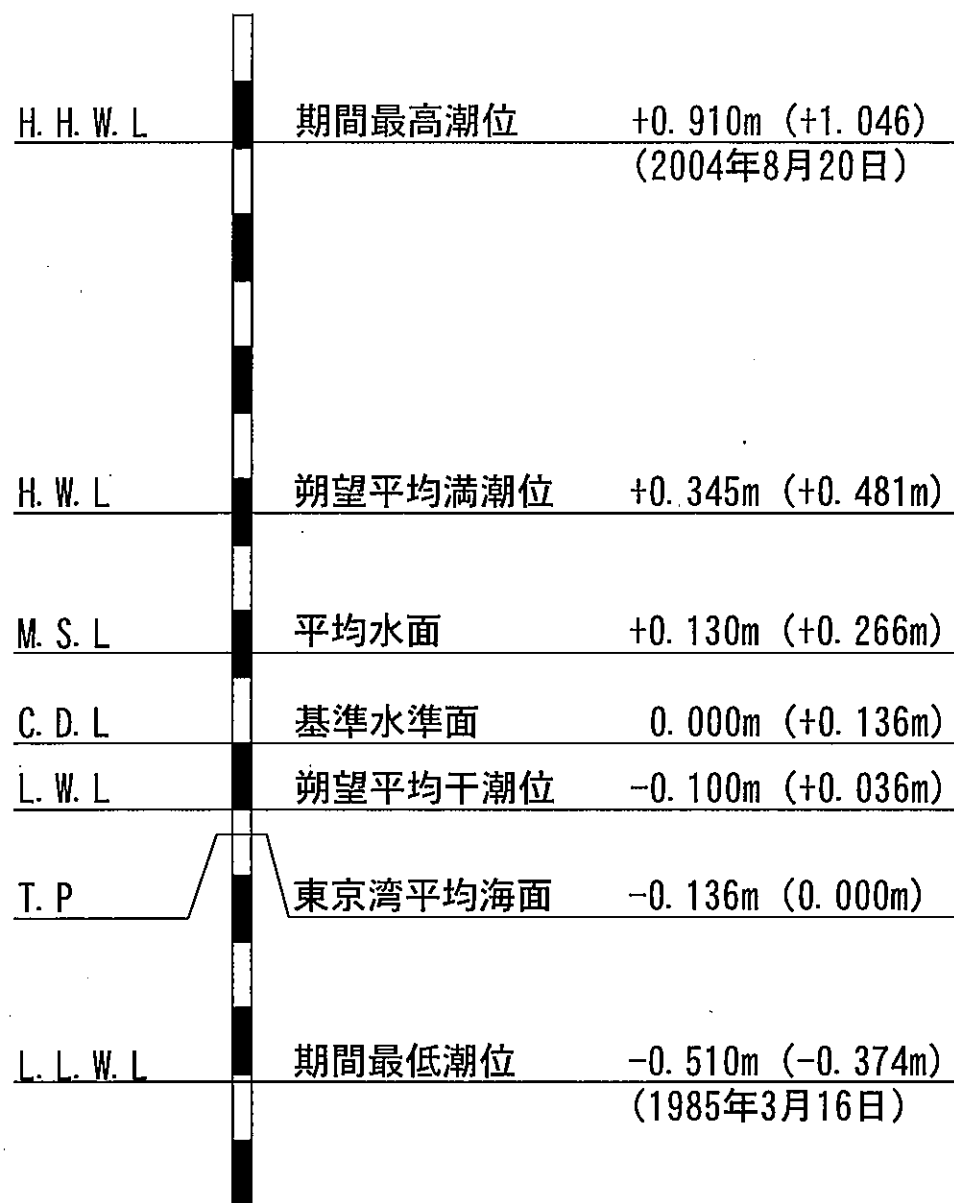 H. H. W. L 期間最高潮位 +0. 910m (+1. 046)
(2004年8月20日)
H. W. L 朔望平均満潮位 +0. 345m (+0. 481m)
M. S. L 平均水面 +0. 130m (+0. 266m)
C. D. L 基準水準面 0. 000m (+0. 136m)
L. W. L 朔望平均干潮位 -0. 100m (+0. 036m)
T. P 東京湾平均海面 -0. 136m (0. 000m)
L. L. W. L 期間最低潮位 -0. 510m (-0. 374m)
(1985年3月16日)